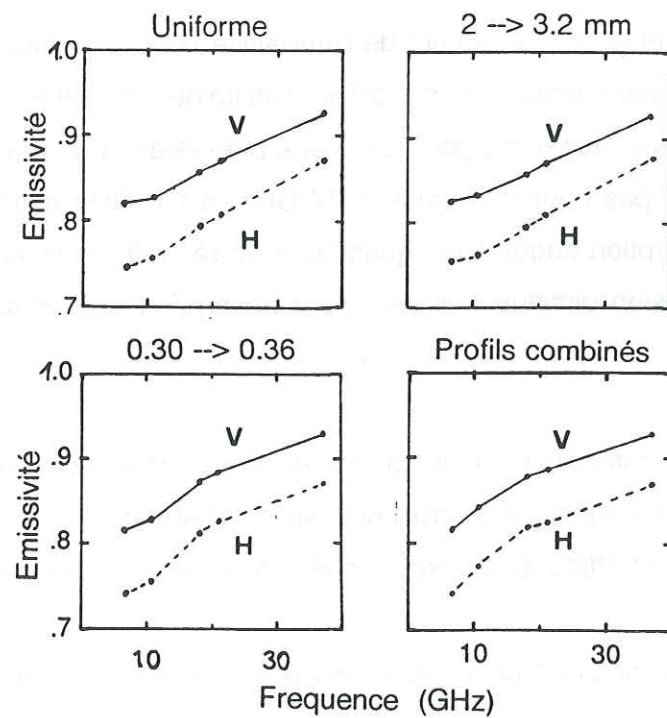 Uniforme
2 --> 3.2 mm
1.0
.9
.8
.7
Emissivité
V
H
V
H
0.30 --> 0.36
Profils combinés
1.0
.9
.8
.7
Emissivité
V
H
V
H
10
30
10
30
Frequence (GHz)